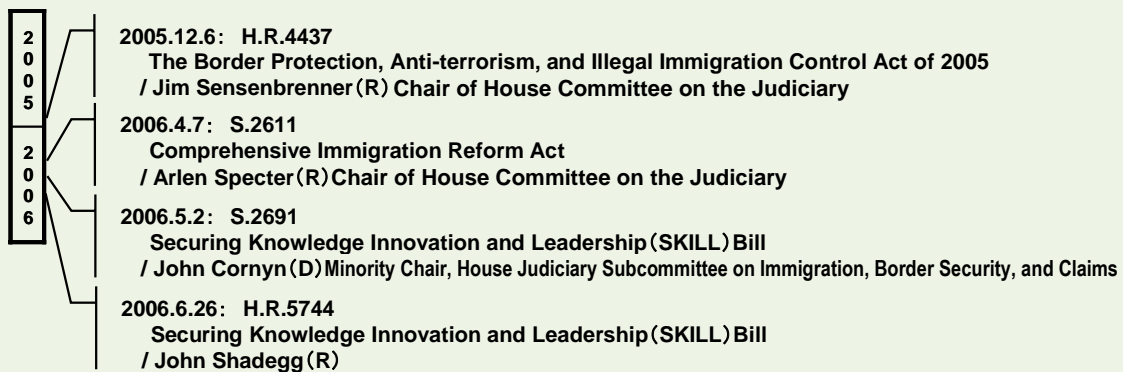 2005
2006
2005.12.6： H.R.4437
The Border Protection, Anti-terrorism, and Illegal Immigration Control Act of 2005
/ Jim Sensenbrenner（R）Chair of House Committee on the Judiciary
2006.4.7： S.2611
Comprehensive Immigration Reform Act
/ Arlen Specter（R）Chair of House Committee on the Judiciary
2006.5.2： S.2691
Securing Knowledge Innovation and Leadership（SKILL）Bill
/ John Cornyn（D）Minority Chair, House Judiciary Subcommittee on Immigration, Border Security, and Claims
2006.6.26： H.R.5744
Securing Knowledge Innovation and Leadership（SKILL）Bill
/ John Shadegg（R）